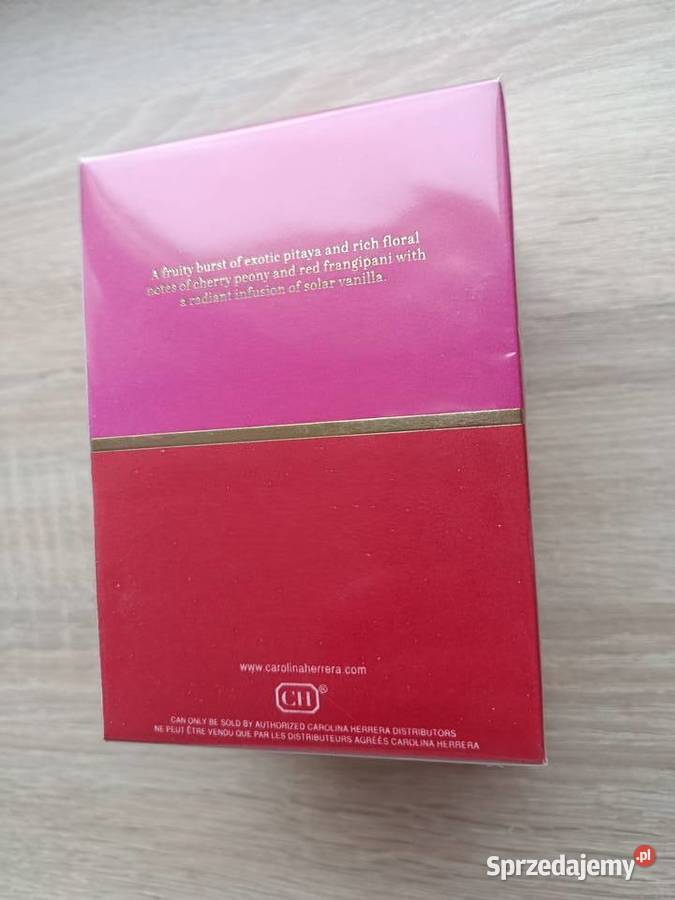 A fruity burst of exotic pitaya and rich floral
notes of cherry peony and red frangipani with
a radiant infusion of solar vanilla.
www.carolinaherrera.com
CH®
CAN ONLY BE SOLD BY AUTHORIZED CAROLINA HERRERA DISTRIBUTORS
NE PEUT ÊTRE VENDU QUE PAR LES DISTRIBUTEURS AGRÉÉS CAROLINA HERRERA
Sprzedajemy.pl